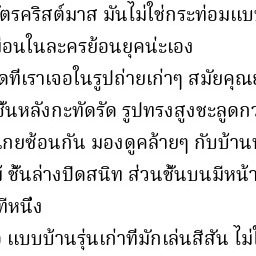 ัตรคริสต์มาส มันไม่ใช่กระท่อมแบบ
มือนในละครย้อนยุคน่ะเอง
ดที่เราเจอในรูปถ่ายเก่าๆ สมัยคุณย
ชั้นหลังกะทัดรัด รูปทรงสูงชะลูดกว
เกยซ้อนกัน มองดูคล้ายๆ กับบ้านข
ชั้นล่างปิดสนิท ส่วนชั้นบนมีหน้า
ที่หนึ่ง
แบบบ้านรุ่นเก่าที่มักเล่นสีสัน ไม่ใ